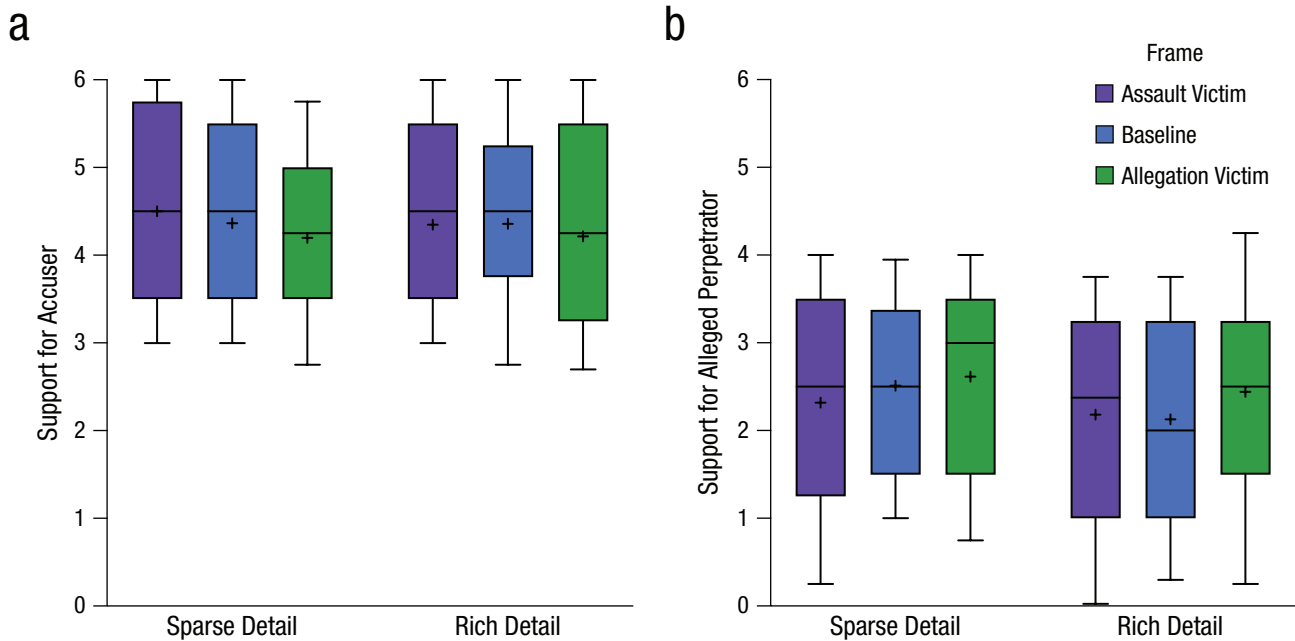 a
Support for Accuser
6
5
4
3
2
1
0
Sparse Detail
Rich Detail
b
Support for Alleged Perpetrator
6
5
4
3
2
1
0
Sparse Detail
Rich Detail
Frame
Assault Victim
Baseline
Allegation Victim